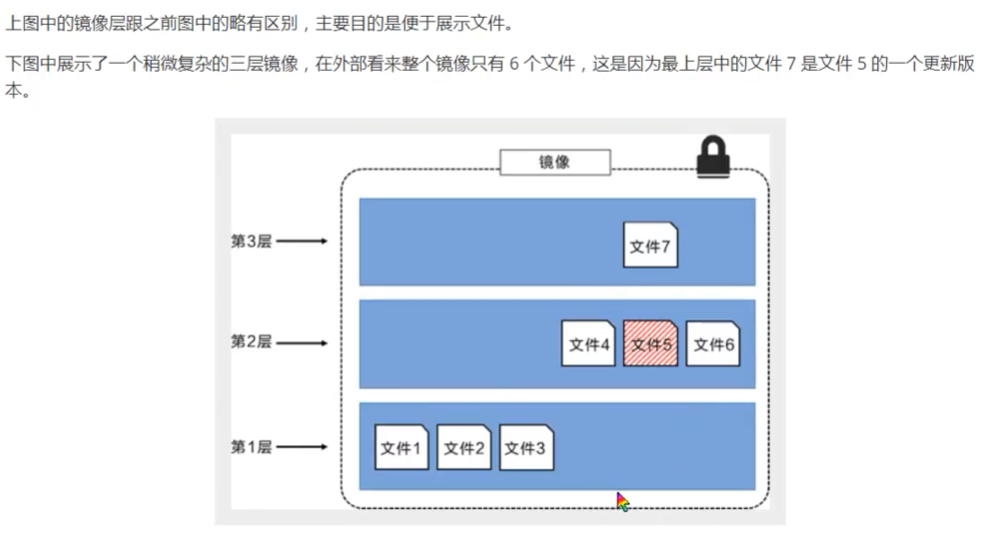 上图中的镜像层跟之前图中的略有区别，主要目的是便于展示文件。
下图中展示了一个稍微复杂的三层镜像，在外部看来整个镜像只有 6 个文件，这是因为最上层中的文件 7 是文件 5 的一个更新版
本。
镜像
第3层
文件7
第2层
文件4 文件5 文件6
第1层
文件1 文件2 文件3